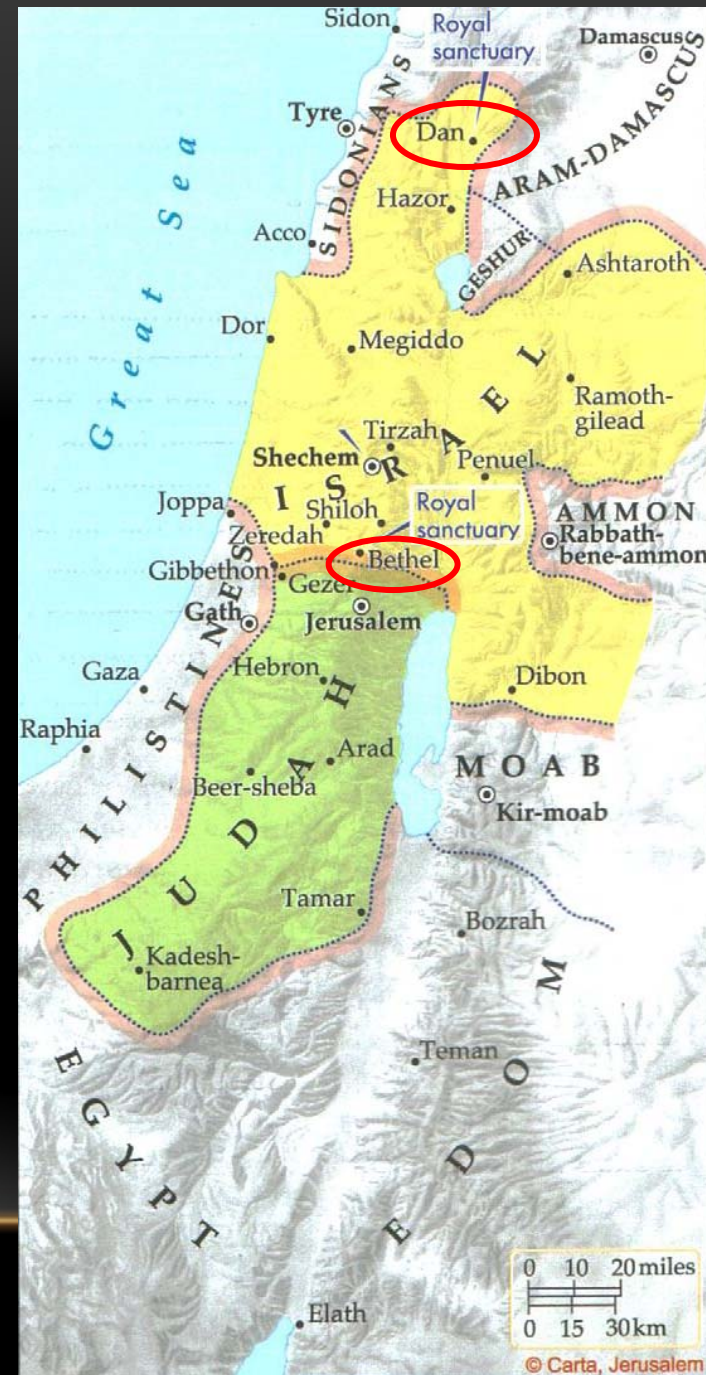 Sidon
Royal
sanctuary
Damascus
Tyre
SIDONIANS
Dan
ARAM-DAMASCUS
Hazor
Acco
GESHUR
Ashtaroth
Great Sea
Dor
Megiddo
ISRAEL
Ramoth-
gilead
Tirzah
Shechem
Penuel
Joppa
Shiloh
Royal
sanctuary
AMMON
Zeredah
Rabbath-
bene-ammon
Bethel
Gibbethon
Gezer
Gath
Jerusalem
PHILISTINES
Gaza
Hebron
Dibon
Raphia
JUDAH
Arad
Beer-sheba
MOAB
Kir-moab
Tamar
Bozrah
Kadesh-
barnea
EDOM
Teman
EGYPT
0 10 20 miles
0 15 30 km
Elath
© Carta, Jerusalem